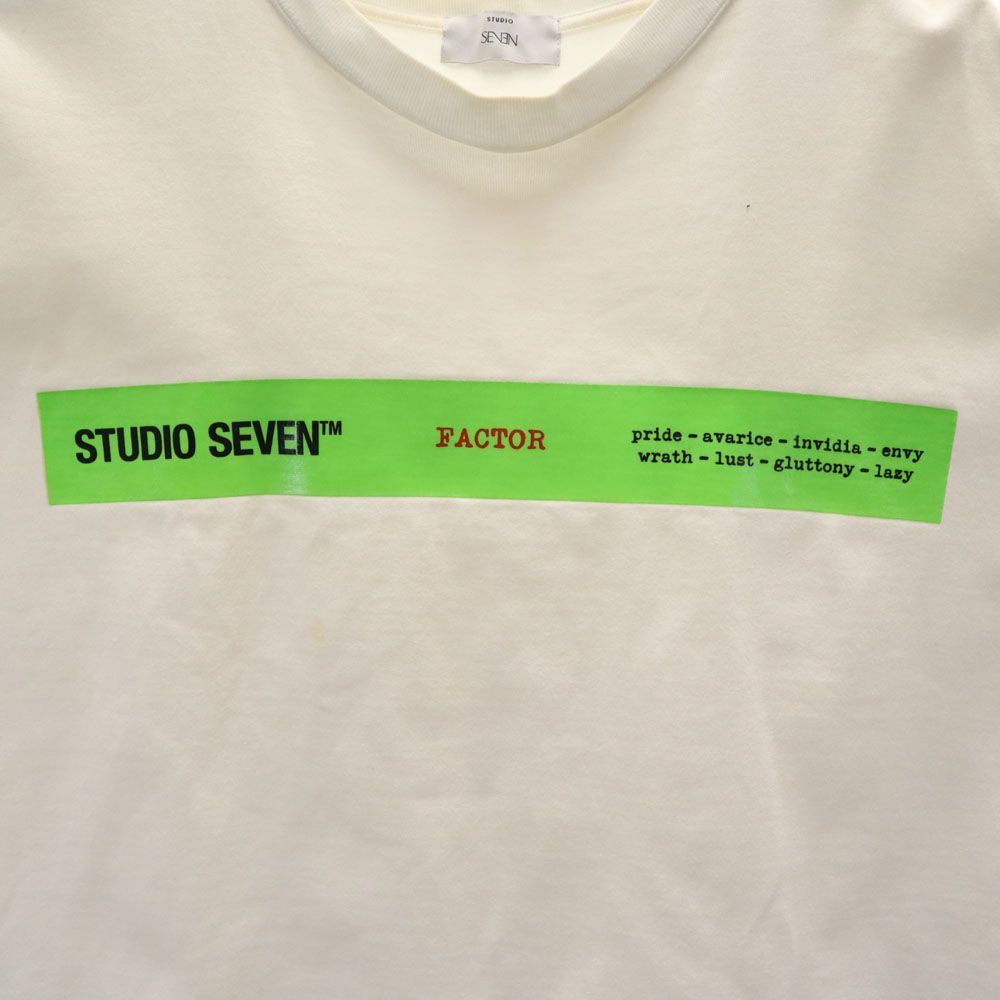 STUDIO
SEVEN
STUDIO SEVEN™
FACTOR
pride - avarice - invidia - envy
wrath - lust - gluttony - lazy